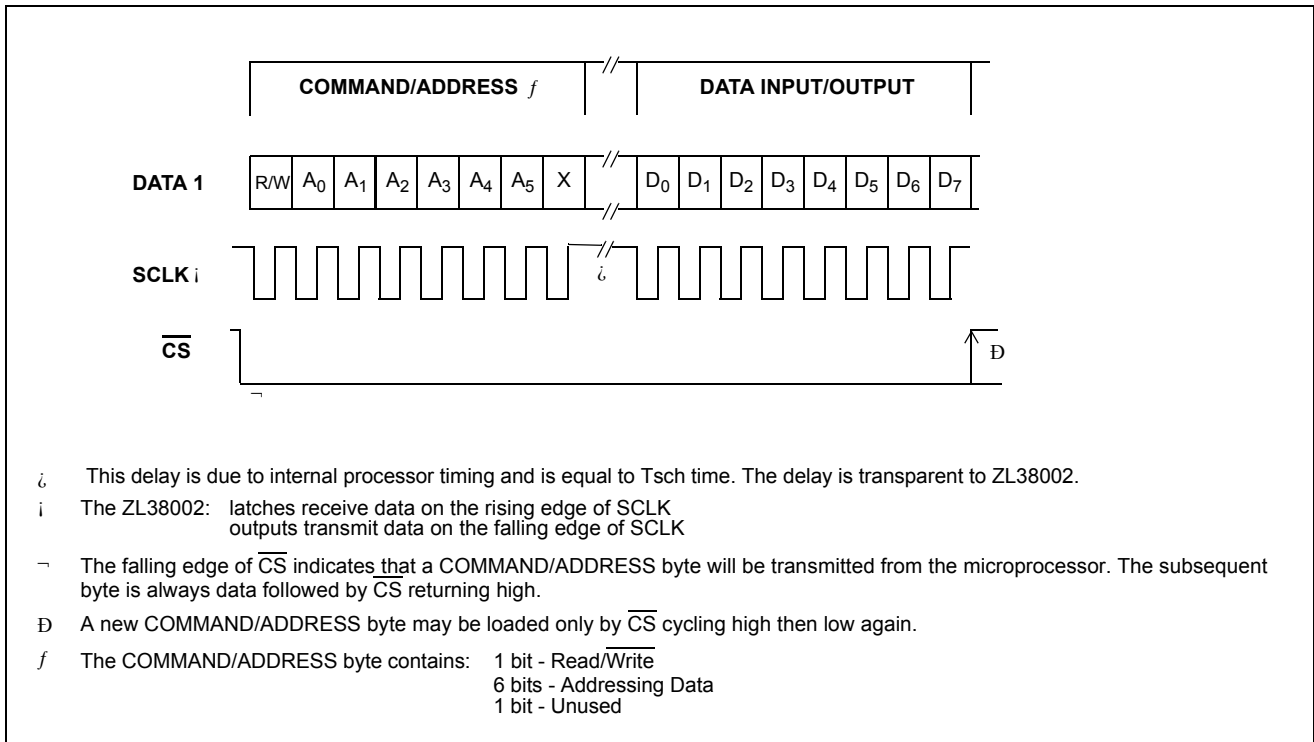 COMMAND/ADDRESS ƒ // DATA INPUT/OUTPUT
DATA 1 R/W A0 A1 A2 A3 A4 A5 X // D0 D1 D2 D3 D4 D5 D6 D7
//
SCLK ¡ // ¿
CS Ð
¬
¿ This delay is due to internal processor timing and is equal to Tsch time. The delay is transparent to ZL38002.
¡ The ZL38002: latches receive data on the rising edge of SCLK
outputs transmit data on the falling edge of SCLK
¬ The falling edge of CS indicates that a COMMAND/ADDRESS byte will be transmitted from the microprocessor. The subsequent
byte is always data followed by CS returning high.
Ð A new COMMAND/ADDRESS byte may be loaded only by CS cycling high then low again.
ƒ The COMMAND/ADDRESS byte contains: 1 bit - Read/Write
6 bits - Addressing Data
1 bit - Unused